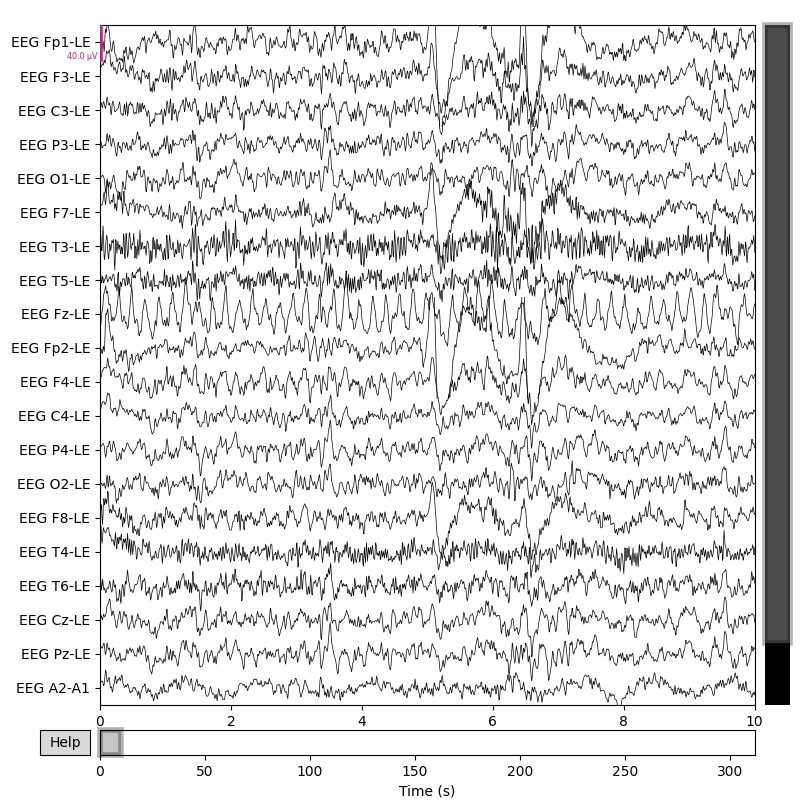 EEG Fp1-LE
40.0 µV
EEG F3-LE
EEG C3-LE
EEG P3-LE
EEG O1-LE
EEG F7-LE
EEG T3-LE
EEG T5-LE
EEG Fz-LE
EEG Fp2-LE
EEG F4-LE
EEG C4-LE
EEG P4-LE
EEG O2-LE
EEG F8-LE
EEG T4-LE
EEG T6-LE
EEG Cz-LE
EEG Pz-LE
EEG A2-A1
0 2 4 6 8 10
Help
0 50 100 150 200 250 300
Time (s)